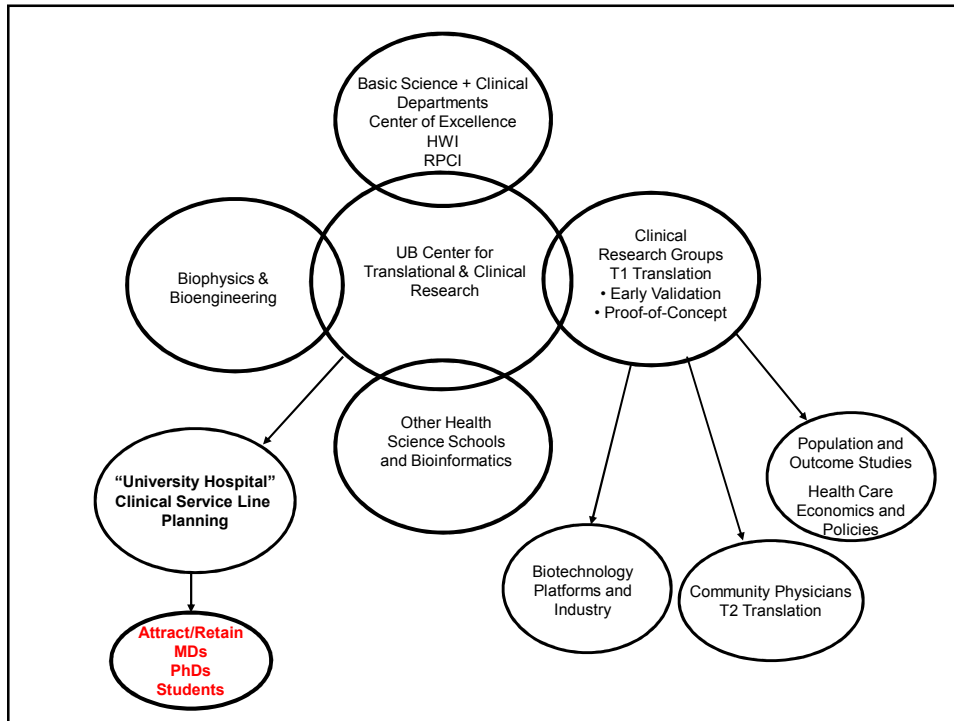 Basic Science + Clinical
Departments
Center of Excellence
HWI
RPCI
UB Center for
Translational & Clinical
Research
Biophysics &
Bioengineering
Clinical
Research Groups
T1 Translation
• Early Validation
• Proof-of-Concept
Other Health
Science Schools
and Bioinformatics
“University Hospital”
Clinical Service Line
Planning
Attract/Retain
MDs
PhDs
Students
Biotechnology
Platforms and
Industry
Community Physicians
T2 Translation
Population and
Outcome Studies
Health Care
Economics and
Policies